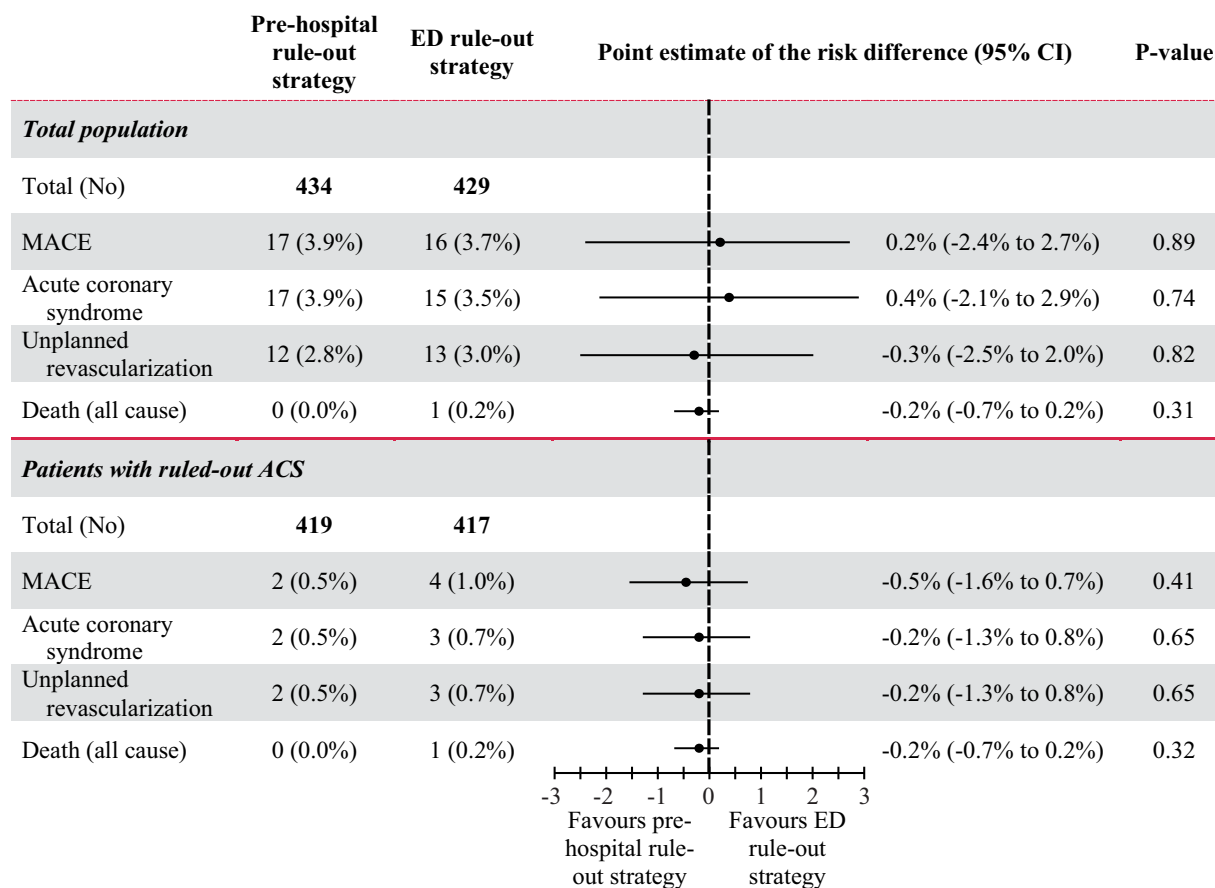 Pre-hospital rule-out strategy ED rule-out strategy Point estimate of the risk difference (95% CI) P-value
Total population
Total (No) 434 429
MACE 17 (3.9%) 16 (3.7%) 0.2% (-2.4% to 2.7%) 0.89
Acute coronary syndrome 17 (3.9%) 15 (3.5%) 0.4% (-2.1% to 2.9%) 0.74
Unplanned revascularization 12 (2.8%) 13 (3.0%) -0.3% (-2.5% to 2.0%) 0.82
Death (all cause) 0 (0.0%) 1 (0.2%) -0.2% (-0.7% to 0.2%) 0.31
Patients with ruled-out ACS
Total (No) 419 417
MACE 2 (0.5%) 4 (1.0%) -0.5% (-1.6% to 0.7%) 0.41
Acute coronary syndrome 2 (0.5%) 3 (0.7%) -0.2% (-1.3% to 0.8%) 0.65
Unplanned revascularization 2 (0.5%) 3 (0.7%) -0.2% (-1.3% to 0.8%) 0.65
Death (all cause) 0 (0.0%) 1 (0.2%) -0.2% (-0.7% to 0.2%) 0.32
-3 -2 -1 0 1 2 3
Favours pre-
hospital rule-
out strategy
Favours ED
rule-out
strategy